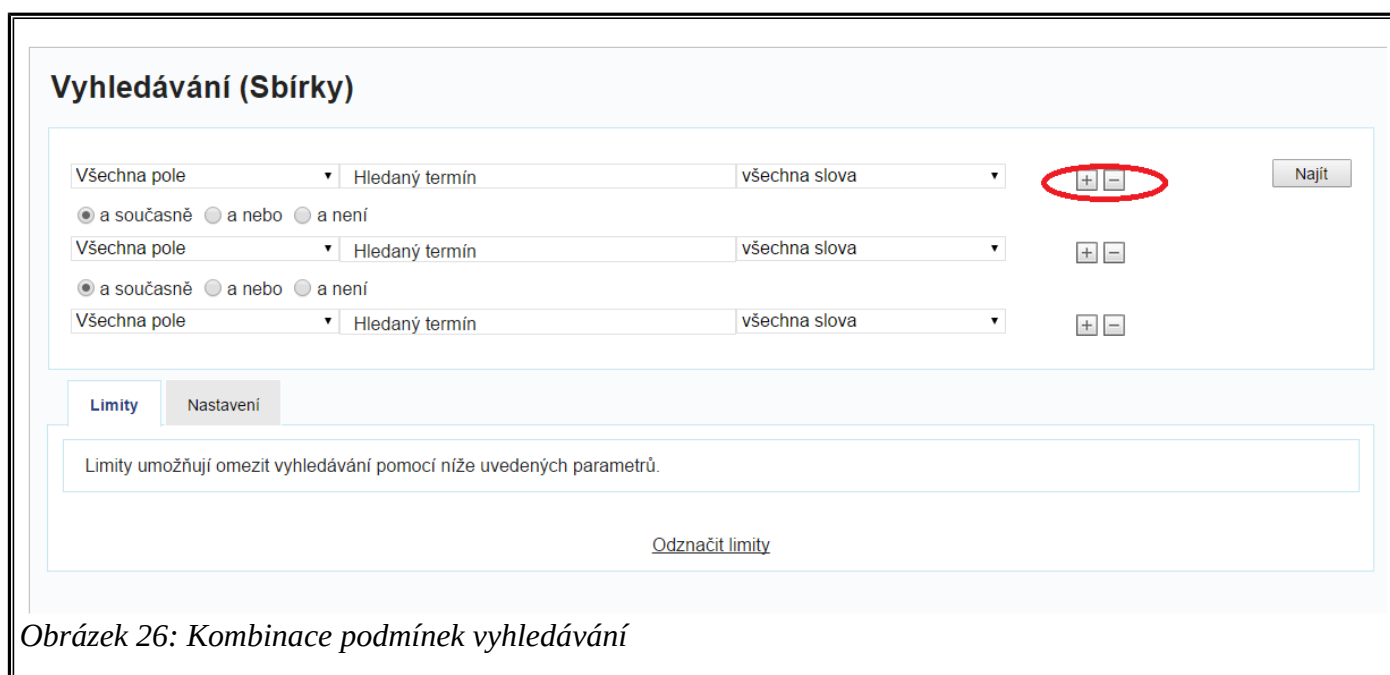 Vyhledávání (Sbírky)
Všechna pole Hledaný termín všechna slova + − Najít
a současně a nebo a není
Všechna pole Hledaný termín všechna slova + −
a současně a nebo a není
Všechna pole Hledaný termín všechna slova + −
Limity Nastavení
Limity umožňují omezit vyhledávání pomocí níže uvedených parametrů.
Odznačit limity
Obrázek 26: Kombinace podmínek vyhledávání